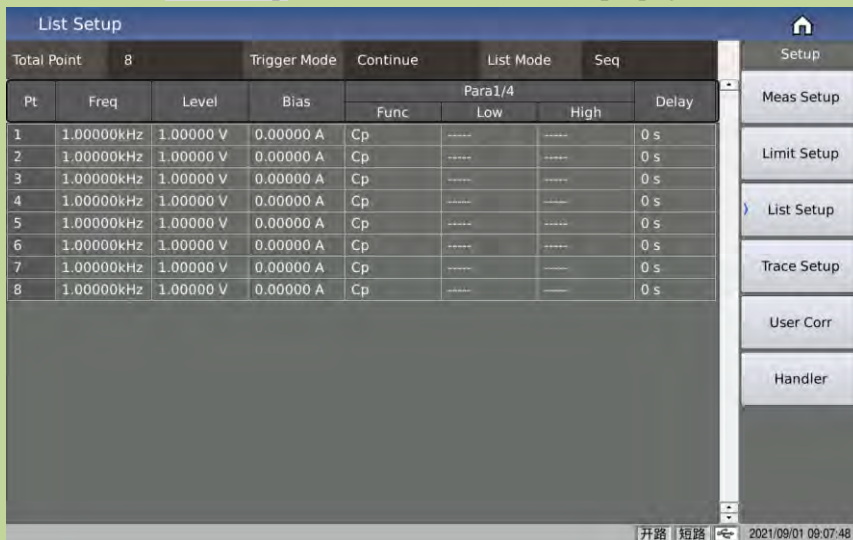 List Setup
Total Point 8 Trigger Mode Continue List Mode Seq Setup
Pt Freq Level Bias Para1/4 Delay
Func Low High
1 1.00000kHz 1.00000 V 0.00000 A Cp ----- ----- 0 s
2 1.00000kHz 1.00000 V 0.00000 A Cp ----- ----- 0 s
3 1.00000kHz 1.00000 V 0.00000 A Cp ----- ----- 0 s
4 1.00000kHz 1.00000 V 0.00000 A Cp ----- ----- 0 s
5 1.00000kHz 1.00000 V 0.00000 A Cp ----- ----- 0 s
6 1.00000kHz 1.00000 V 0.00000 A Cp ----- ----- 0 s
7 1.00000kHz 1.00000 V 0.00000 A Cp ----- ----- 0 s
8 1.00000kHz 1.00000 V 0.00000 A Cp ----- ----- 0 s
Meas Setup
Limit Setup
List Setup
Trace Setup
User Corr
Handler
开路 短路 2021/09/01 09:07:48